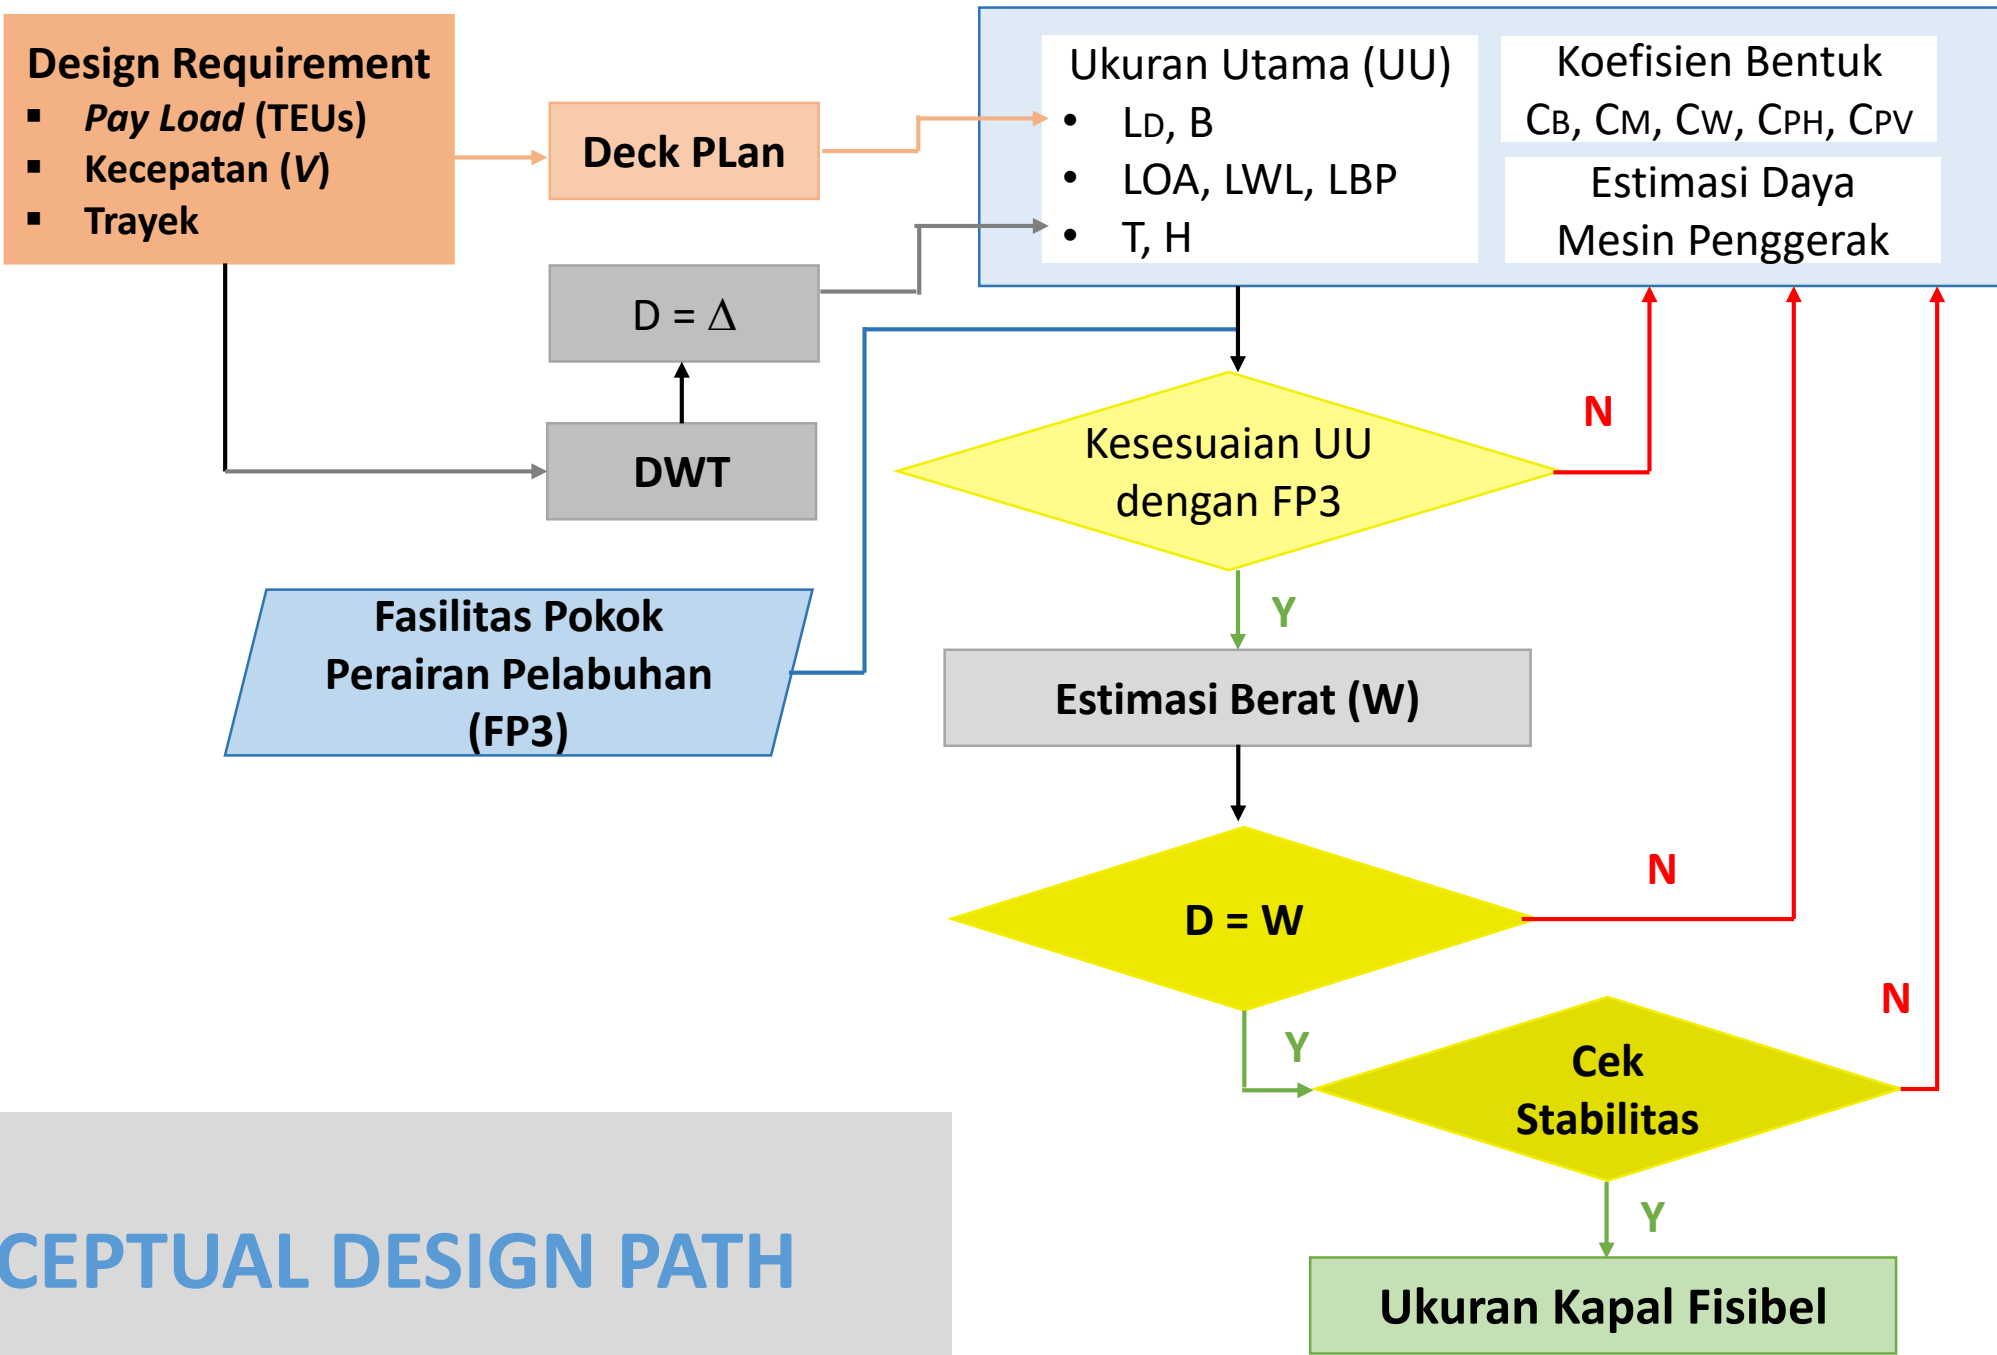 Design Requirement
▪ Pay Load (TEUs)
▪ Kecepatan (V)
▪ Trayek
Deck PLan
Ukuran Utama (UU)
• LD, B
• LOA, LWL, LBP
• T, H
Koefisien Bentuk
CB, CM, CW, CPH, CPV
Estimasi Daya
Mesin Penggerak
D = Δ
DWT
Kesesuaian UU
dengan FP3
N
Y
Fasilitas Pokok
Perairan Pelabuhan
(FP3)
Estimasi Berat (W)
D = W
N
Y
Cek
Stabilitas
N
Y
Ukuran Kapal Fisibel
CEPTUAL DESIGN PATH